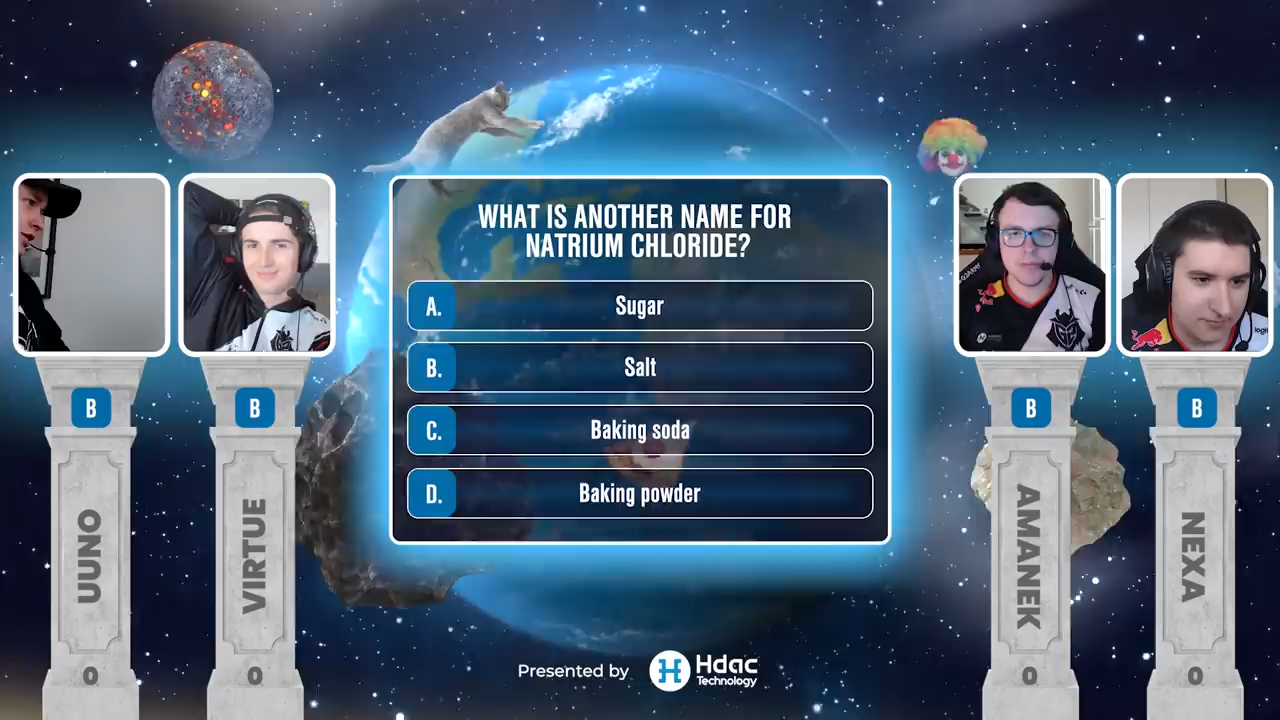 WHAT IS ANOTHER NAME FOR
NATRIUM CHLORIDE?
A. Sugar
B. Salt
C. Baking soda
D. Baking powder
B
B
B
B
UUNO
VIRTUE
AMANEK
NEXA
0
0
0
0
Presented by
Hdac
Technology